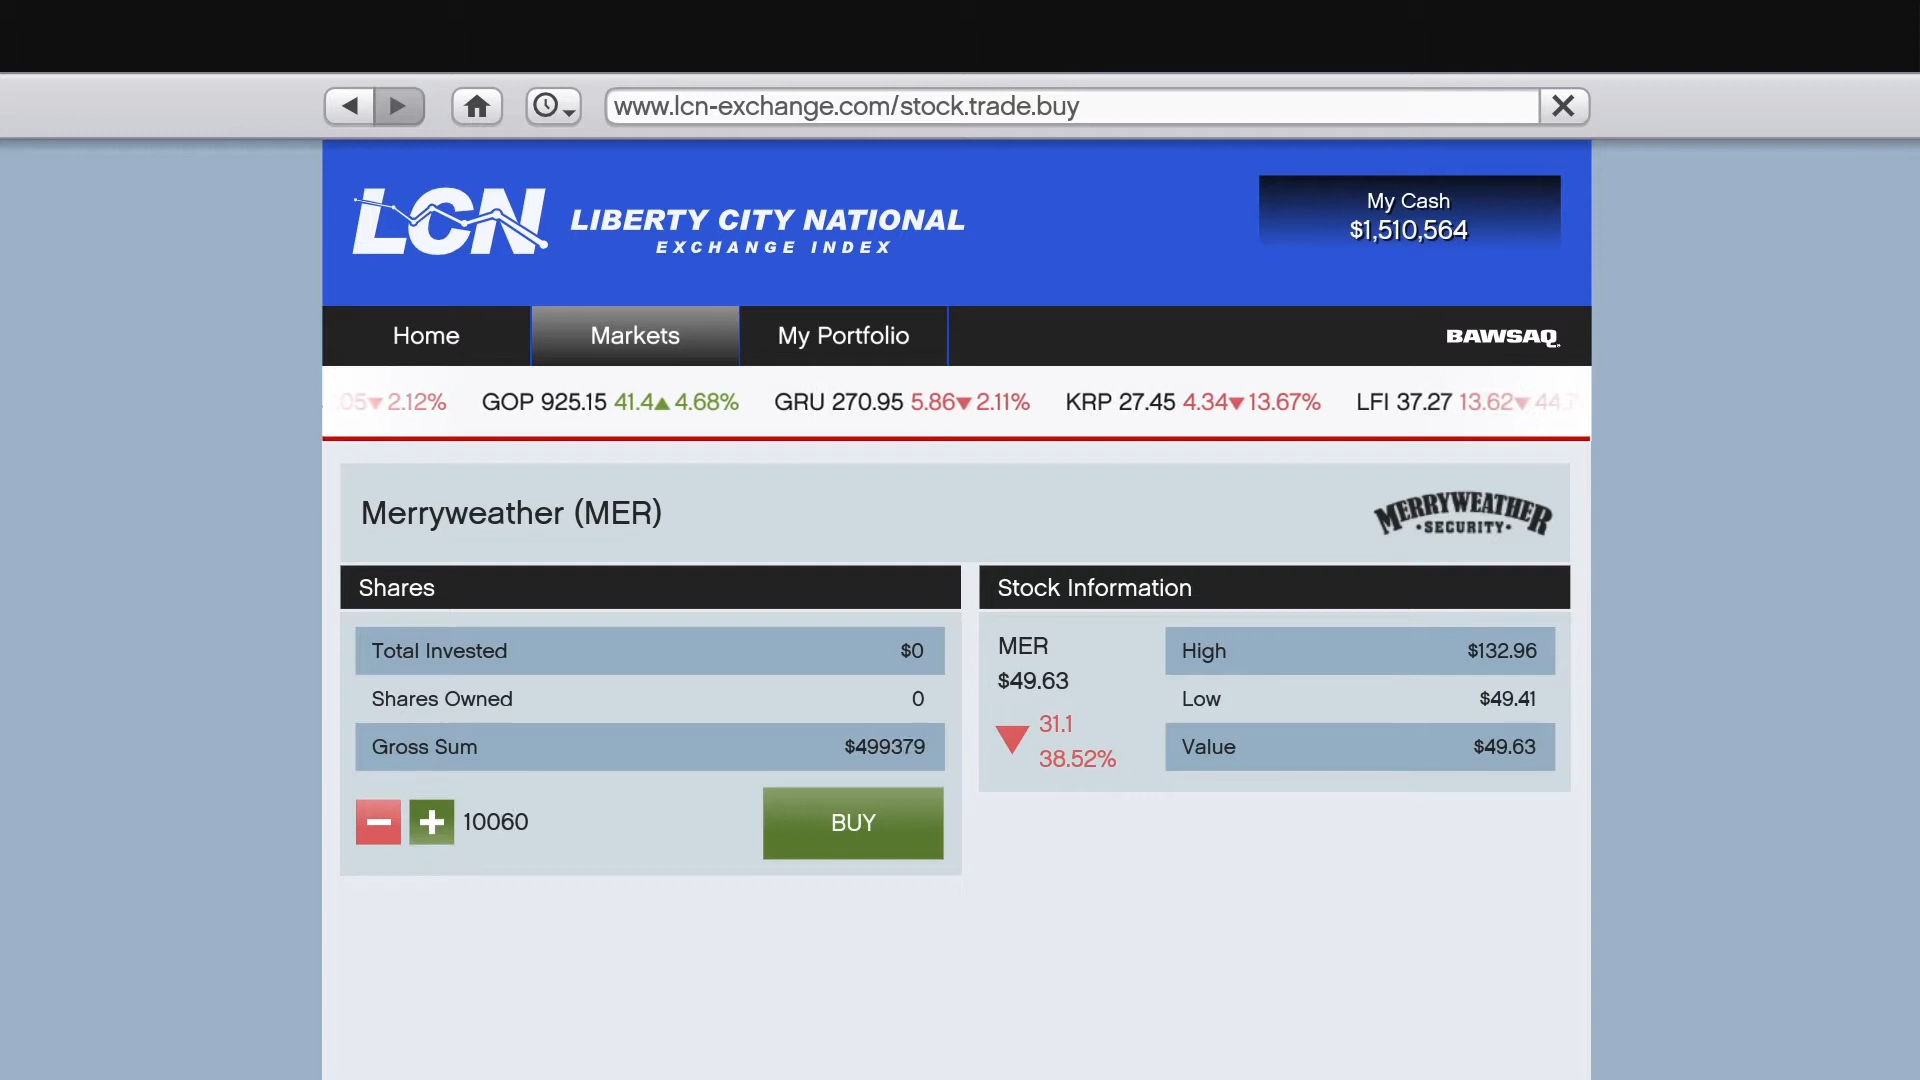 www.lcn-exchange.com/stock.trade.buy
LCN LIBERTY CITY NATIONAL
EXCHANGE INDEX
My Cash
$1,510,564
Home Markets My Portfolio BAWSAQ
05▼2.12% GOP 925.15 41.4▲4.68% GRU 270.95 5.86▼2.11% KRP 27.45 4.34▼13.67% LFI 37.27 13.62▼44.
Merryweather (MER)
MERRYWEATHER
SECURITY
Shares
Total Invested $0
Shares Owned 0
Gross Sum $499379
10060
BUY
Stock Information
MER
$49.63
31.1
38.52%
High $132.96
Low $49.41
Value $49.63